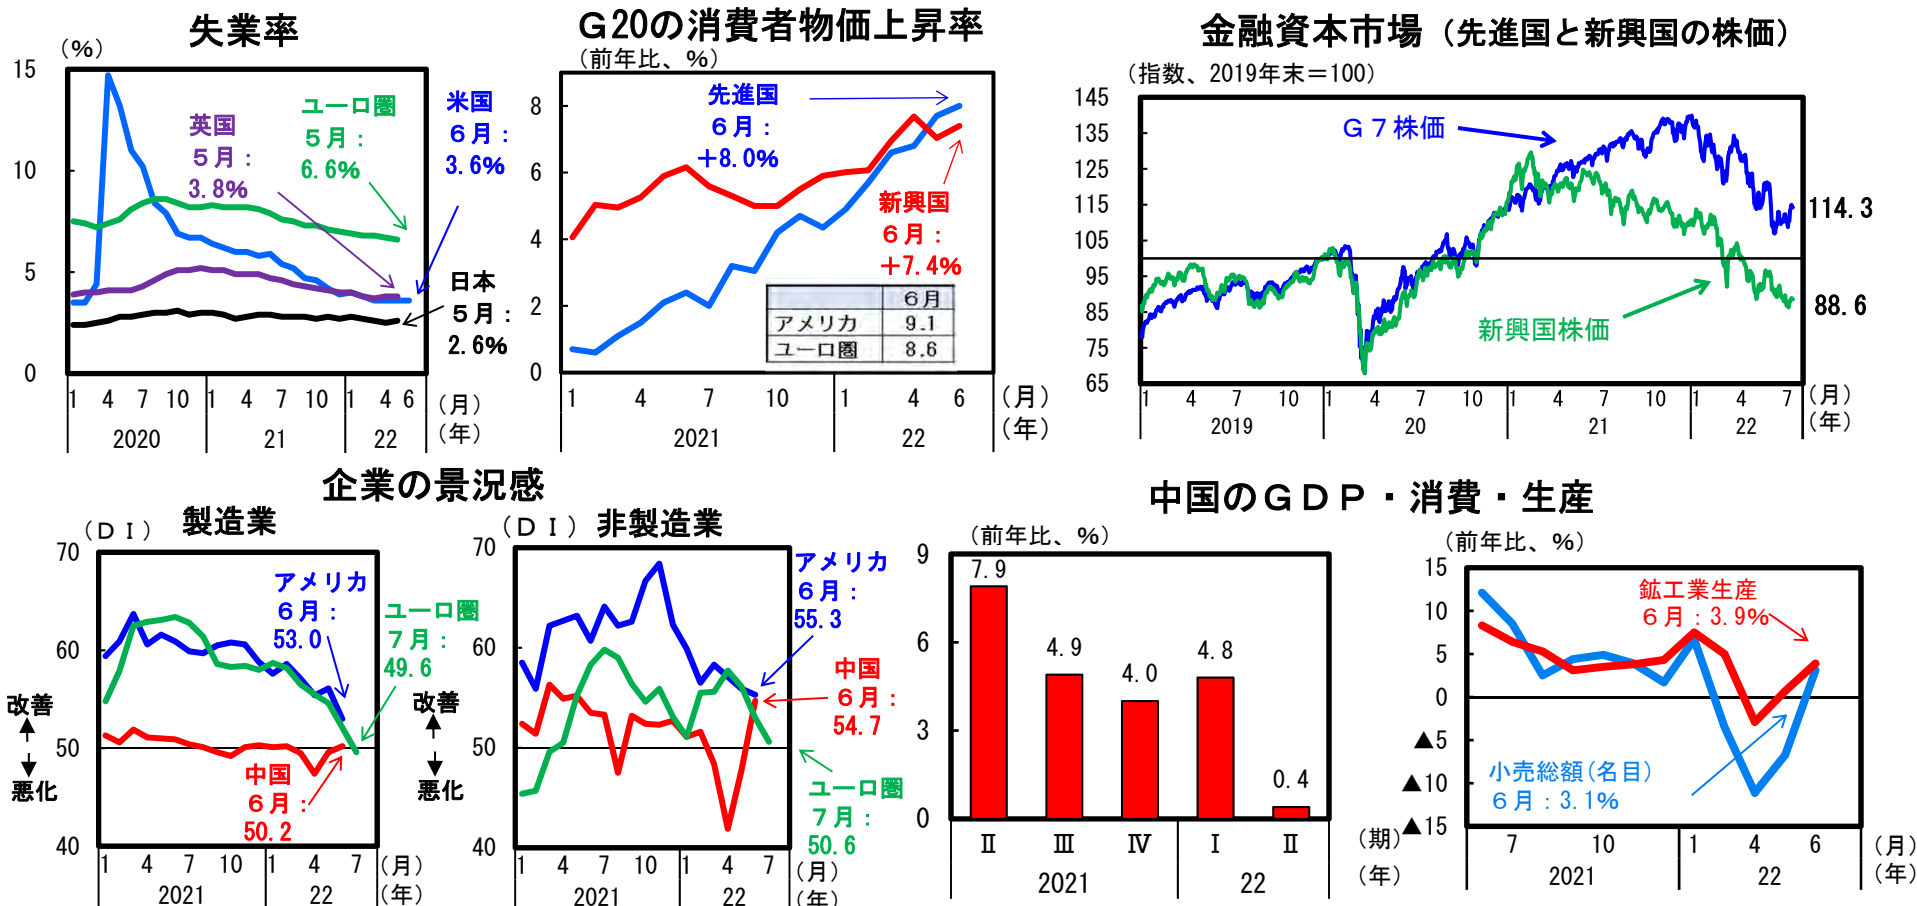 失業率
（％）
15
10
5
0
英国
５月：
3.8%
ユーロ圏
５月：
6.6%
米国
６月：
3.6%
日本
５月：
2.6%
1 4 7 10 1 4 7 10 1 4 6 （月）
2020 21 22 （年）
Ｇ20の消費者物価上昇率
（前年比、％）
8
6
4
2
0
先進国
６月：
＋8.0%
新興国
６月：
＋7.4%
６月
アメリカ 9.1
ユーロ圏 8.6
1 4 7 10 1 4 6 （月）
2021 22 （年）
金融資本市場（先進国と新興国の株価）
（指数、2019年末＝100）
145
135
125
115
105
95
85
75
65
Ｇ７株価
114.3
新興国株価
88.6
1 4 7 10 1 4 7 10 1 4 7 10 1 4 7 （月）
2019 20 21 22 （年）
企業の景況感
（ＤＩ）製造業
70
60
50
40
アメリカ
６月：
53.0
ユーロ圏
７月：
49.6
中国
６月：
50.2
改善
悪化
1 4 7 10 1 4 7 （月）
2021 22 （年）
（ＤＩ）非製造業
70
60
50
40
アメリカ
６月：
55.3
中国
６月：
54.7
ユーロ圏
７月：
50.6
改善
悪化
1 4 7 10 1 4 7 （月）
2021 22 （年）
中国のＧＤＰ・消費・生産
（前年比、％）
9
6
3
0
7.9
4.9
4.0
4.8
0.4
Ⅱ Ⅲ Ⅳ Ⅰ Ⅱ （期）
2021 22 （年）
（前年比、％）
15
10
5
0
▲5
▲10
▲15
鉱工業生産
６月：3.9%
小売総額(名目)
６月：3.1%
7 10 1 4 6 （月）
2021 22 （年）